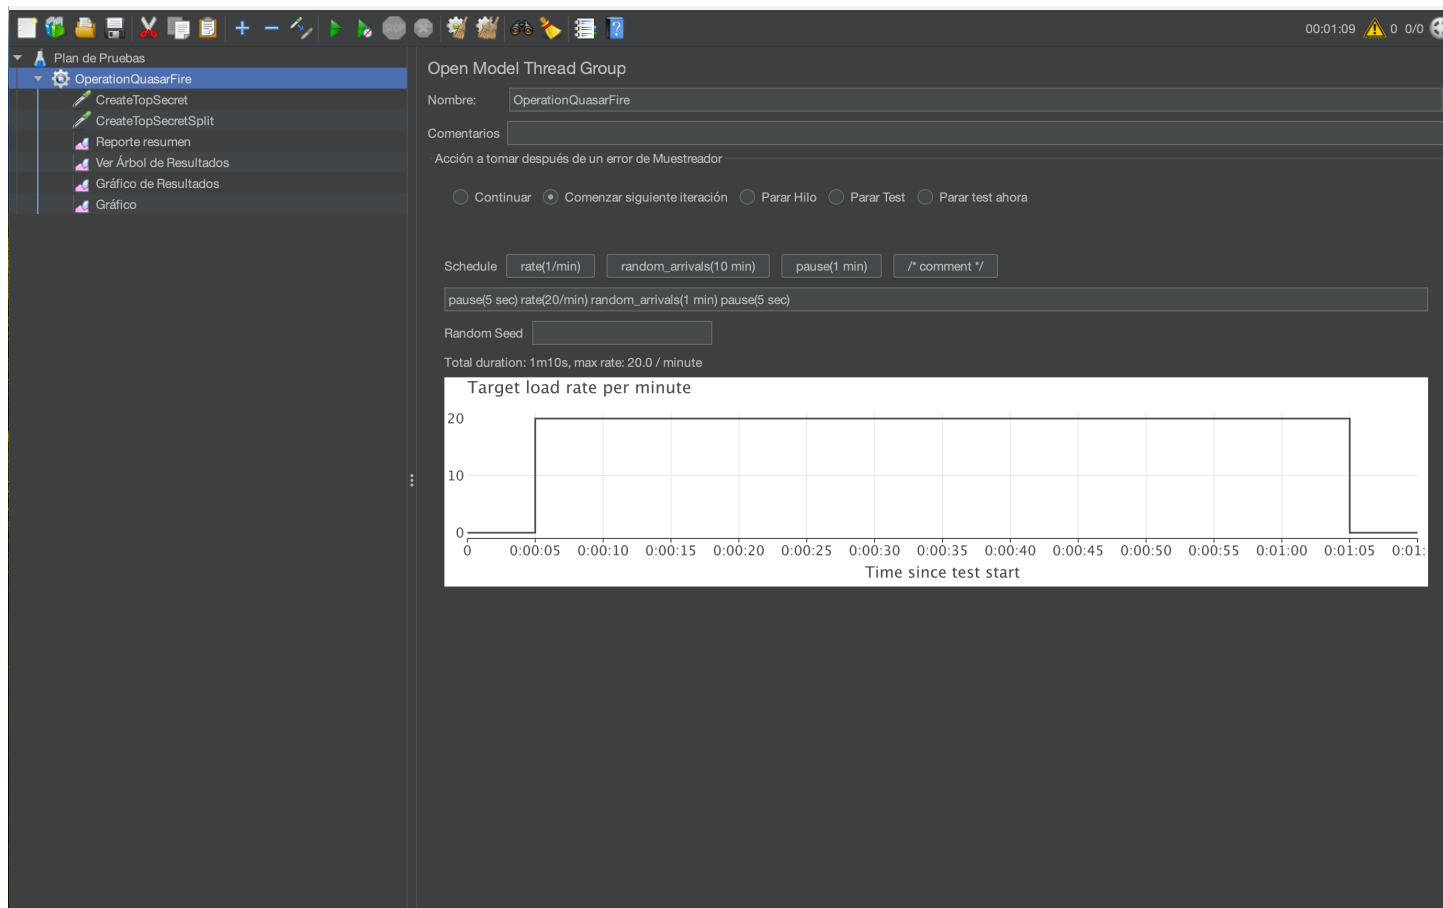 STOP
00:01:09 0 0/0
Plan de Pruebas
OperationQuasarFire
CreateTopSecret
CreateTopSecretSplit
Reporte resumen
Ver Árbol de Resultados
Gráfico de Resultados
Gráfico
Open Model Thread Group
Nombre: OperationQuasarFire
Comentarios
Acción a tomar después de un error de Muestreador
Continuar Comenzar siguiente iteración Parar Hilo Parar Test Parar test ahora
Schedule rate(1/min) random_arrivals(10 min) pause(1 min) /* comment */
pause(5 sec) rate(20/min) random_arrivals(1 min) pause(5 sec)
Random Seed
Total duration: 1m10s, max rate: 20.0 / minute
Target load rate per minute
20
10
0
0 0:00:05 0:00:10 0:00:15 0:00:20 0:00:25 0:00:30 0:00:35 0:00:40 0:00:45 0:00:50 0:00:55 0:01:00 0:01:05 0:01:
Time since test start